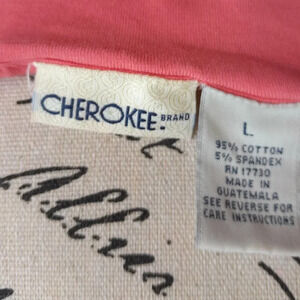 CHEROKEE BRAND
L
95% COTTON
5% SPANDEX
RN 17730
MADE IN
GUATEMALA
SEE REVERSE FOR
CARE INSTRUCTIONS